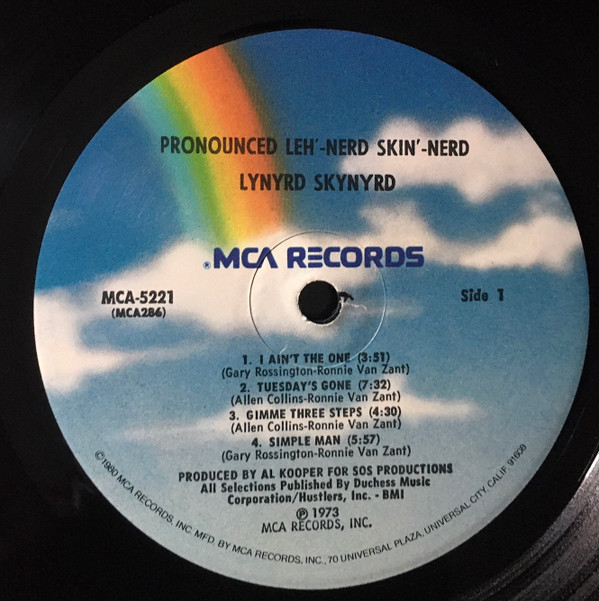 PRONOUNCED LEH'-NERD SKIN'-NERD
LYNYRD SKYNYRD
®MCA RECORDS
MCA-5221
(MCA286)
Side 1
1. I AIN'T THE ONE (3:51)
(Gary Rossington-Ronnie Van Zant)
2. TUESDAY'S GONE (7:32)
(Allen Collins-Ronnie Van Zant)
3. GIMME THREE STEPS (4:30)
(Allen Collins-Ronnie Van Zant)
4. SIMPLE MAN (5:57)
(Gary Rossington-Ronnie Van Zant)
PRODUCED BY AL KOOPER FOR SOS PRODUCTIONS
All Selections Published By Duchess Music
Corporation/Hustlers, Inc. - BMI
℗ 1973
MCA RECORDS, INC.
©1980 MCA RECORDS, INC. MFD. BY MCA RECORDS, INC., 70 UNIVERSAL PLAZA, UNIVERSAL CITY, CALIF. 91608